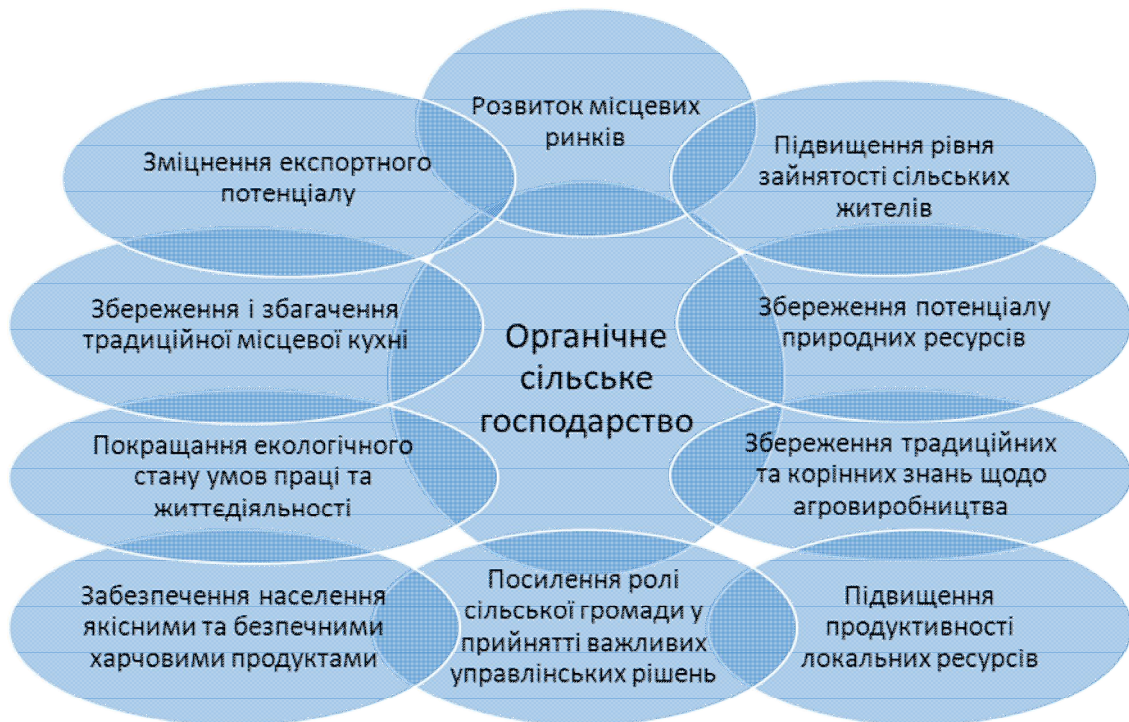 Розвиток місцевих
ринків
Зміцнення експортного
потенціалу
Підвищення рівня
зайнятості сільських
жителів
Збереження і збагачення
традиційної місцевої кухні
Органічне
сільське
господарство
Збереження потенціалу
природних ресурсів
Покращання екологічного
стану умов праці та
життєдіяльності
Збереження традиційних
та корінних знань щодо
агровиробництва
Забезпечення населення
якісними та безпечними
харчовими продуктами
Посилення ролі
сільської громади у
прийнятті важливих
управлінських рішень
Підвищення
продуктивності
локальних ресурсів